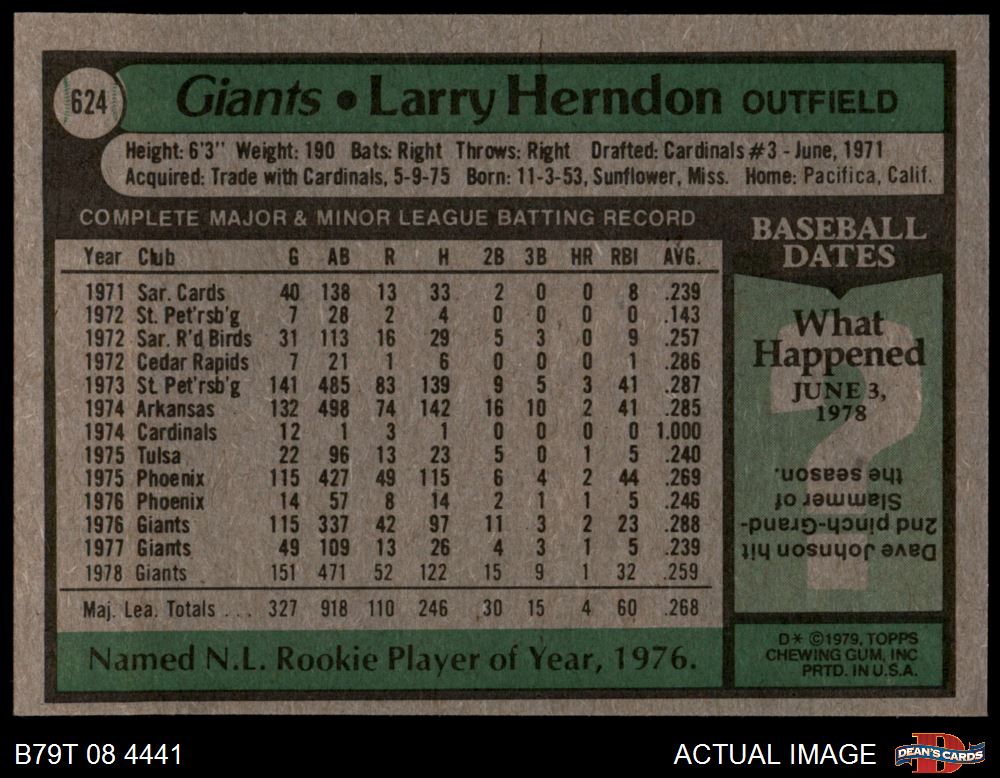 624
Giants • Larry Herndon OUTFIELD
Height: 6'3" Weight: 190 Bats: Right Throws: Right Drafted: Cardinals #3 - June, 1971
Acquired: Trade with Cardinals, 5-9-75 Born: 11-3-53, Sunflower, Miss. Home: Pacifica, Calif.
COMPLETE MAJOR & MINOR LEAGUE BATTING RECORD
Year Club G AB R H 2B 3B HR RBI AVG.
1971 Sar. Cards 40 138 13 33 2 0 0 8 .239
1972 St. Pet'rsb'g 7 28 2 4 0 0 0 0 .143
1972 Sar. R'd Birds 31 113 16 29 5 3 0 9 .257
1972 Cedar Rapids 7 21 1 6 0 0 0 1 .286
1973 St. Pet'rsb'g 141 485 83 139 9 5 3 41 .287
1974 Arkansas 132 498 74 142 16 10 2 41 .285
1974 Cardinals 12 1 3 1 0 0 0 0 1.000
1975 Tulsa 22 96 13 23 5 0 1 5 .240
1975 Phoenix 115 427 49 115 6 4 2 44 .269
1976 Phoenix 14 57 8 14 2 1 1 5 .246
1976 Giants 115 337 42 97 11 3 2 23 .288
1977 Giants 49 109 13 26 4 3 1 5 .239
1978 Giants 151 471 52 122 15 9 1 32 .259
Maj. Lea. Totals ... 327 918 110 246 30 15 4 60 .268
Named N.L. Rookie Player of Year, 1976.
BASEBALL
DATES
What
Happened
JUNE 3,
1978
?
Dave Johnson hit
2nd pinch-Grand-
Slammer of
the season.
D* ©1979, TOPPS
CHEWING GUM, INC
PRTD. IN U.S.A.
B79T 08 4441
ACTUAL IMAGE
DEAN'S CARDS